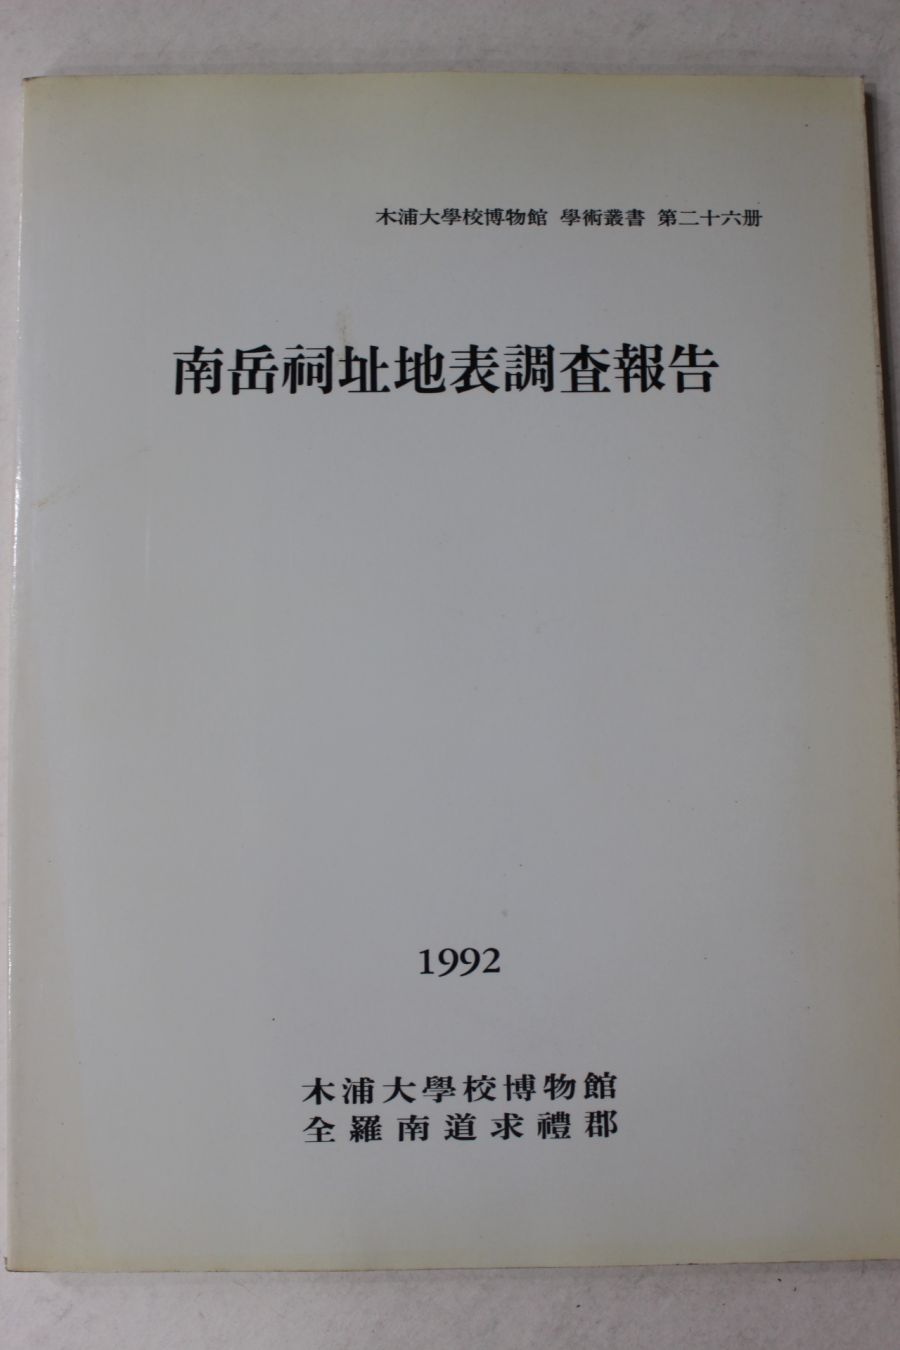 木浦大學校博物館 學術叢書 第二十六册
南岳祠址地表調査報告
1992
木浦大學校博物館
全羅南道求禮郡